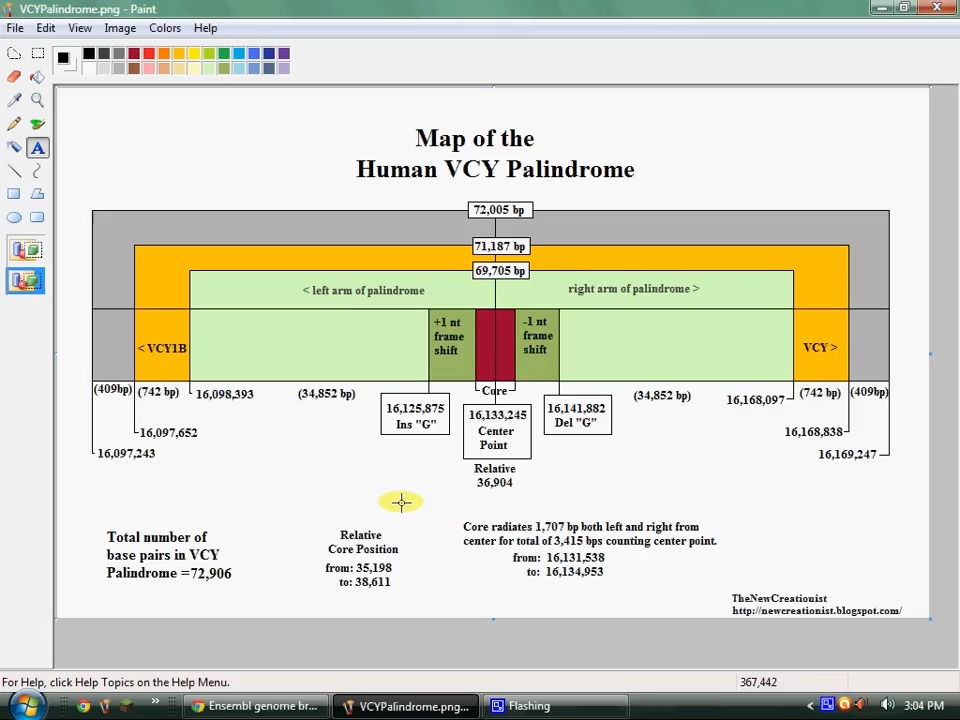 VCYPalindrome.png - Paint
File Edit View Image Colors Help
Map of the
Human VCY Palindrome
72,005 bp
71,187 bp
69,705 bp
< left arm of palindrome
right arm of palindrome >
+1 nt
frame
shift
-1 nt
frame
shift
< VCY1B
VCY >
(409bp)
(742 bp)
16,098,393
(34,852 bp)
Core
(34,852 bp)
16,168,097
(742 bp)
(409bp)
16,125,875
Ins "G"
16,133,245
Center
Point
16,141,882
Del "G"
16,097,652
16,168,838
16,097,243
16,169,247
Relative
36,904
Total number of
base pairs in VCY
Palindrome =72,906
Relative
Core Position
from: 35,198
to: 38,611
Core radiates 1,707 bp both left and right from
center for total of 3,415 bps counting center point.
from: 16,131,538
to: 16,134,953
TheNewCreationist
http://newcreationist.blogspot.com/
For Help, click Help Topics on the Help Menu.
367,442
Ensembl genome br...
VCYPalindrome.png...
Flashing
3:04 PM